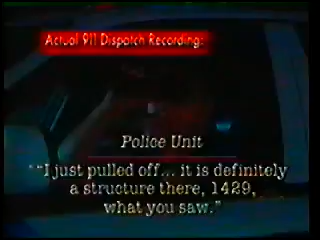 Actual 911 Dispatch Recording:
Police Unit
"I just pulled off... it is definitely
a structure there, 1429,
what you saw."